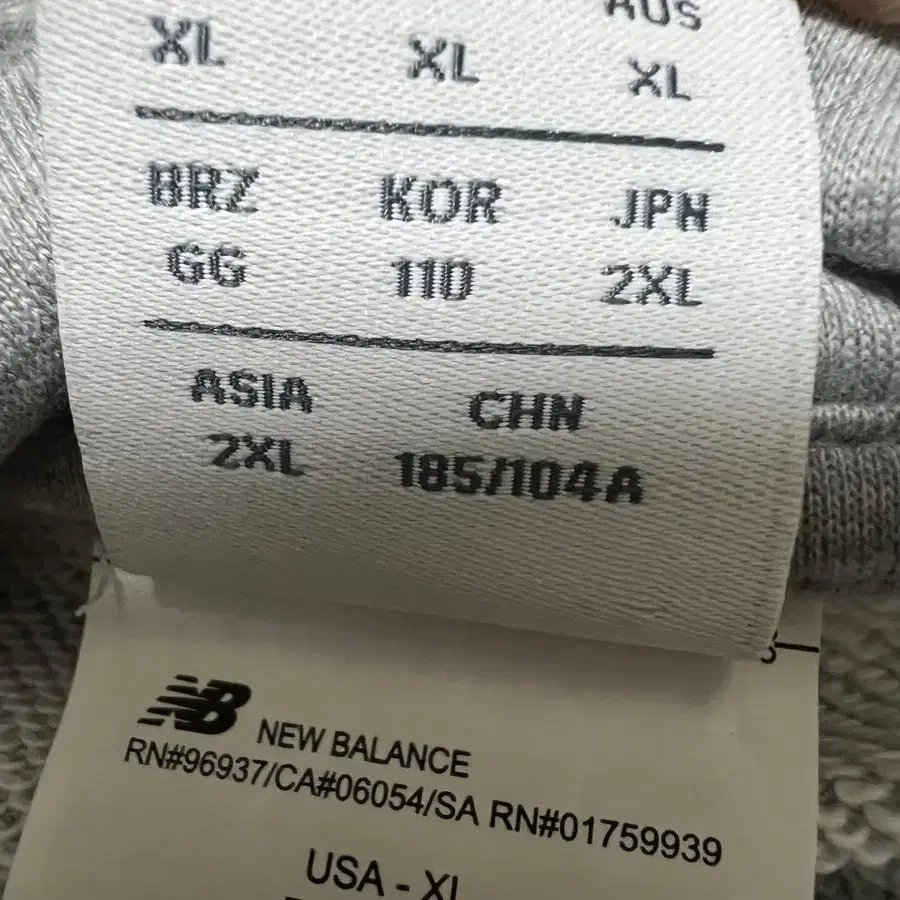 AUS
XL XL XL
BRZ KOR JPN
GG 110 2XL
ASIA CHN
2XL 185/104A
NB NEW BALANCE
RN#96937/CA#06054/SA RN#01759939
USA - XL